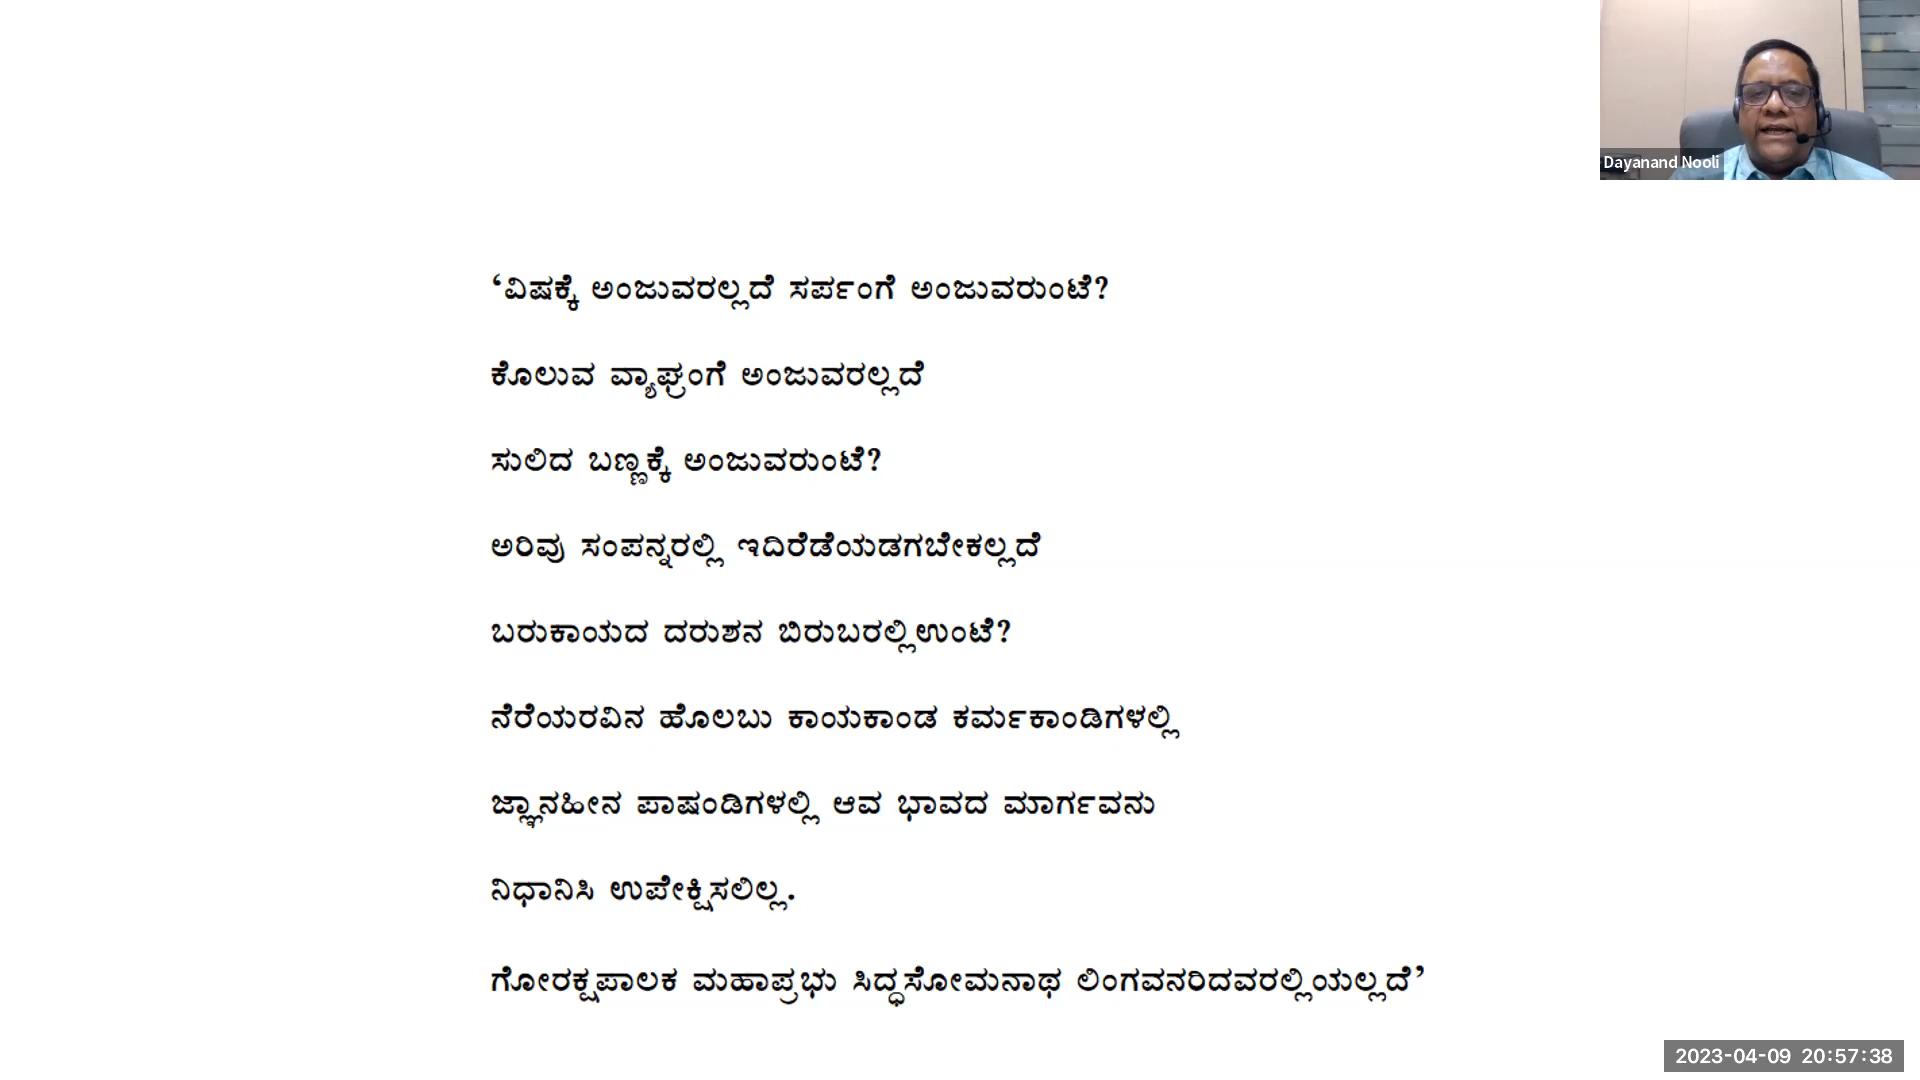 Dayanand Nooli
‘ವಿಷಕ್ಕೆ ಅಂಜುವರಲ್ಲದೆ ಸರ್ಪಂಗೆ ಅಂಜುವರುಂಟೆ?
ಕೊಲುವ ವ್ಯಾಘ್ರಂಗೆ ಅಂಜುವರಲ್ಲದೆ
ಸುಲಿದ ಬಣ್ಣಕ್ಕೆ ಅಂಜುವರುಂಟೆ?
ಅರಿವು ಸಂಪನ್ನರಲ್ಲಿ ಇದಿರೆಡೆಯಡಗಬೇಕಲ್ಲದೆ
ಬರುಕಾಯದ ದರುಶನ ಬಿರುಬರಲ್ಲಿಉಂಟೆ?
ನೆರೆಯರವಿನ ಹೊಲಬು ಕಾಯಕಾಂಡ ಕರ್ಮಕಾಂಡಿಗಳಲ್ಲಿ
ಜ್ಞಾನಹೀನ ಪಾಷಂಡಿಗಳಲ್ಲಿ ಆವ ಭಾವದ ಮಾರ್ಗವನು
ನಿಧಾನಿಸಿ ಉಪೇಕ್ಷಿಸಲಿಲ್ಲ.
ಗೋರಕ್ಷಪಾಲಕ ಮಹಾಪ್ರಭು ಸಿದ್ಧಸೋಮನಾಥ ಲಿಂಗವನರಿದವರಲ್ಲಿಯಲ್ಲದೆ’
2023-04-09 20:57:38